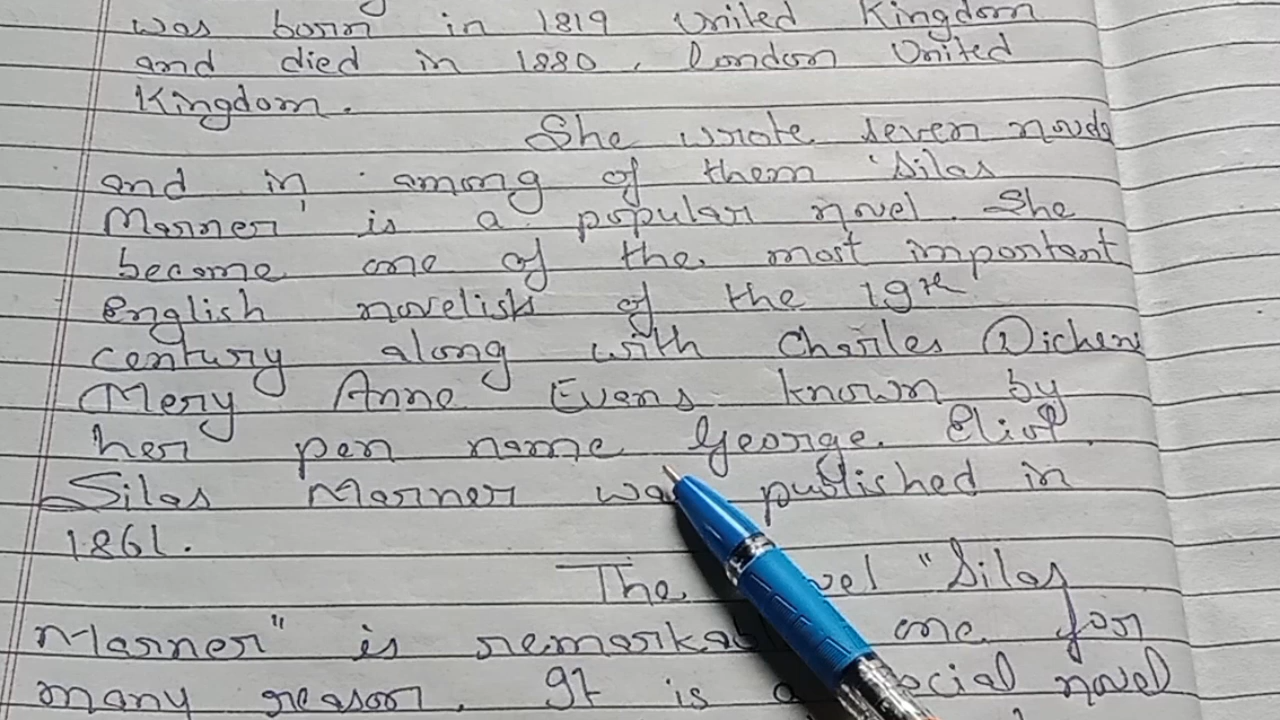 was born in 1819 United Kingdom
and died in 1880, London United
Kingdom.
She wrote seven novels
and in among of them 'Silas
Marner' is a popular novel. She
become one of the most important
english novelists of the 19th
century along with Charles Dickens
Mery Anne Evens known by
her pen name George Eliot.
Silas Marner was published in
1861.
The "Silas
Marner" is one for
many reason. It is a social novel